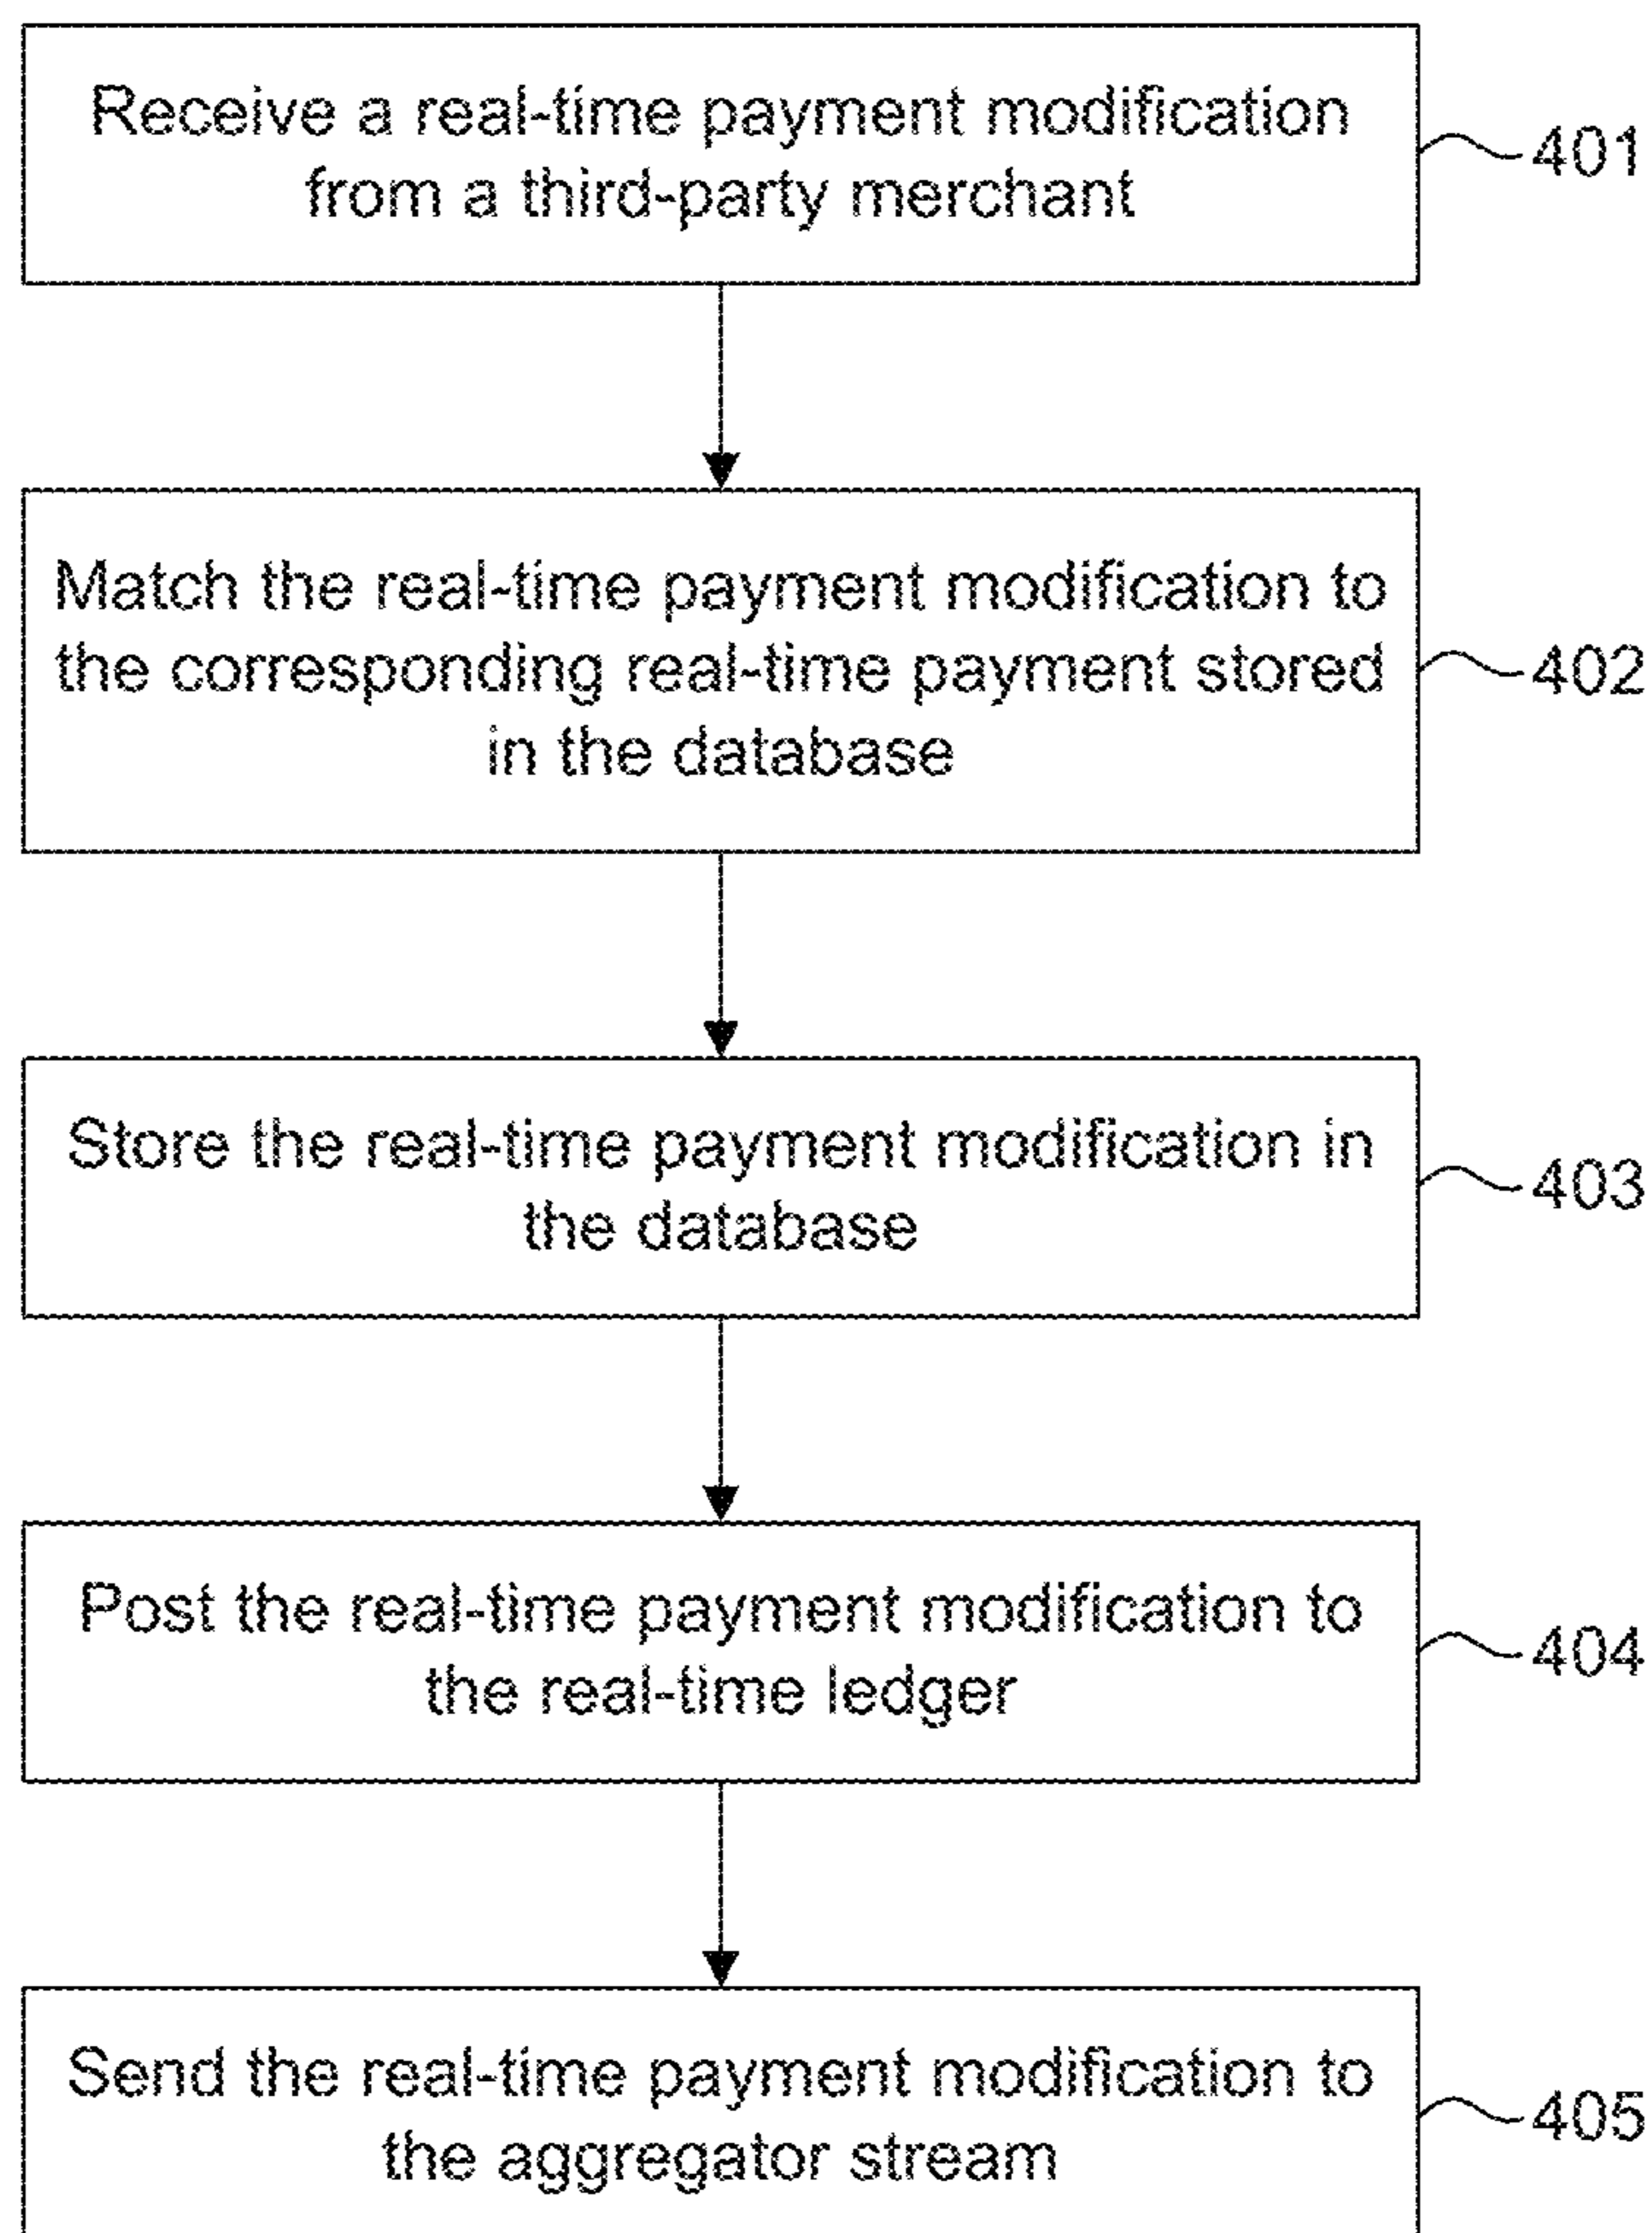 Receive a real-time payment modification
from a third-party merchant
401
Match the real-time payment modification to
the corresponding real-time payment stored
in the database
402
Store the real-time payment modification in
the database
403
Post the real-time payment modification to
the real-time ledger
404
Send the real-time payment modification to
the aggregator stream
405